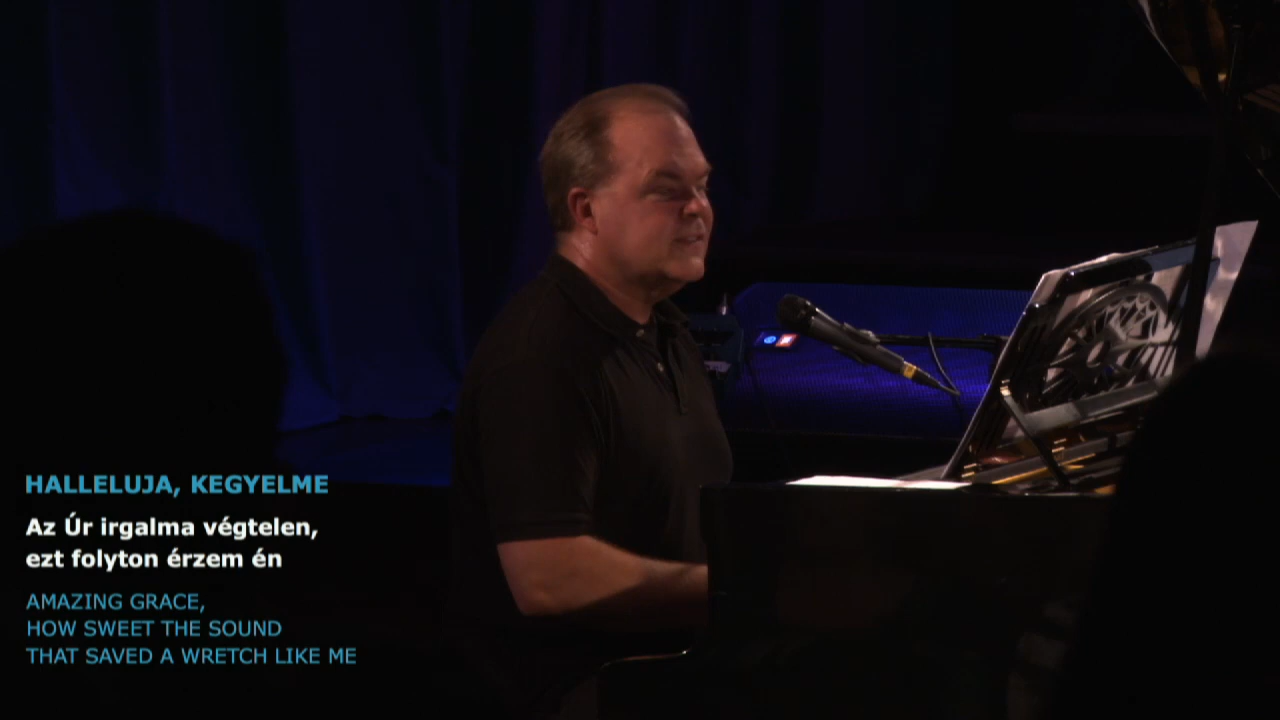 HALLELUJA, KEGYELME
Az Úr irgalma végtelen,
ezt folyton érzem én
AMAZING GRACE,
HOW SWEET THE SOUND
THAT SAVED A WRETCH LIKE ME